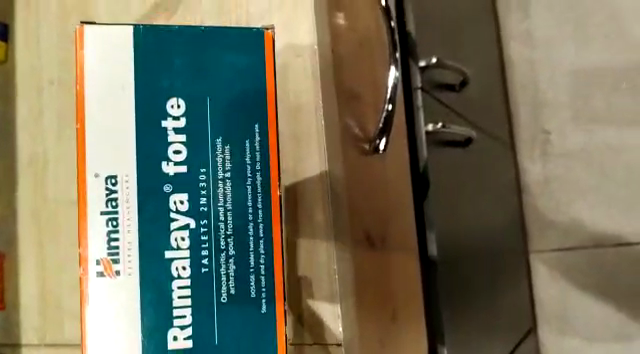 Himalaya®
Rumalaya® forte
TABLETS 2Nx30s
Osteoarthritis, cervical and lumbar spondylosis,
arthralgia, gout, frozen shoulder & sprains.
DOSAGE: 1 tablet twice daily, or as directed by your physician.
Store in a cool and dry place, away from direct sunlight. Do not refrigerate.